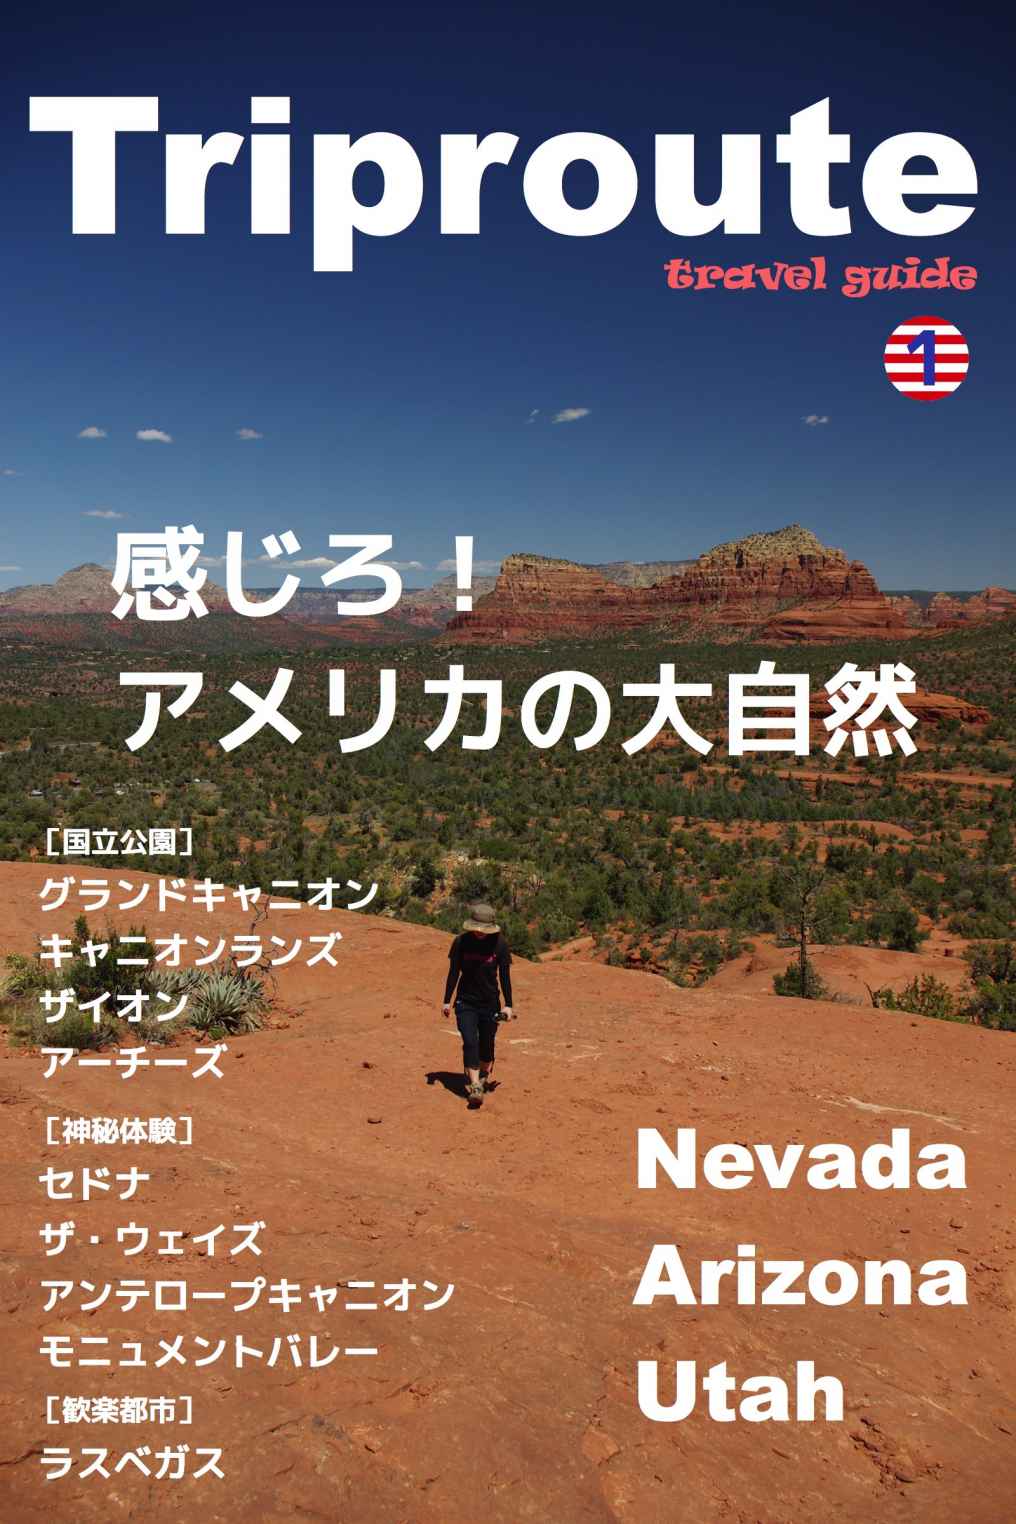 Triproute
travel guide
1
感じろ！
アメリカの大自然
［国立公園］
グランドキャニオン
キャニオンランズ
ザイオン
アーチーズ
［神秘体験］
セドナ
ザ・ウェイズ
アンテロープキャニオン
モニュメントバレー
［歓楽都市］
ラスベガス
Nevada
Arizona
Utah